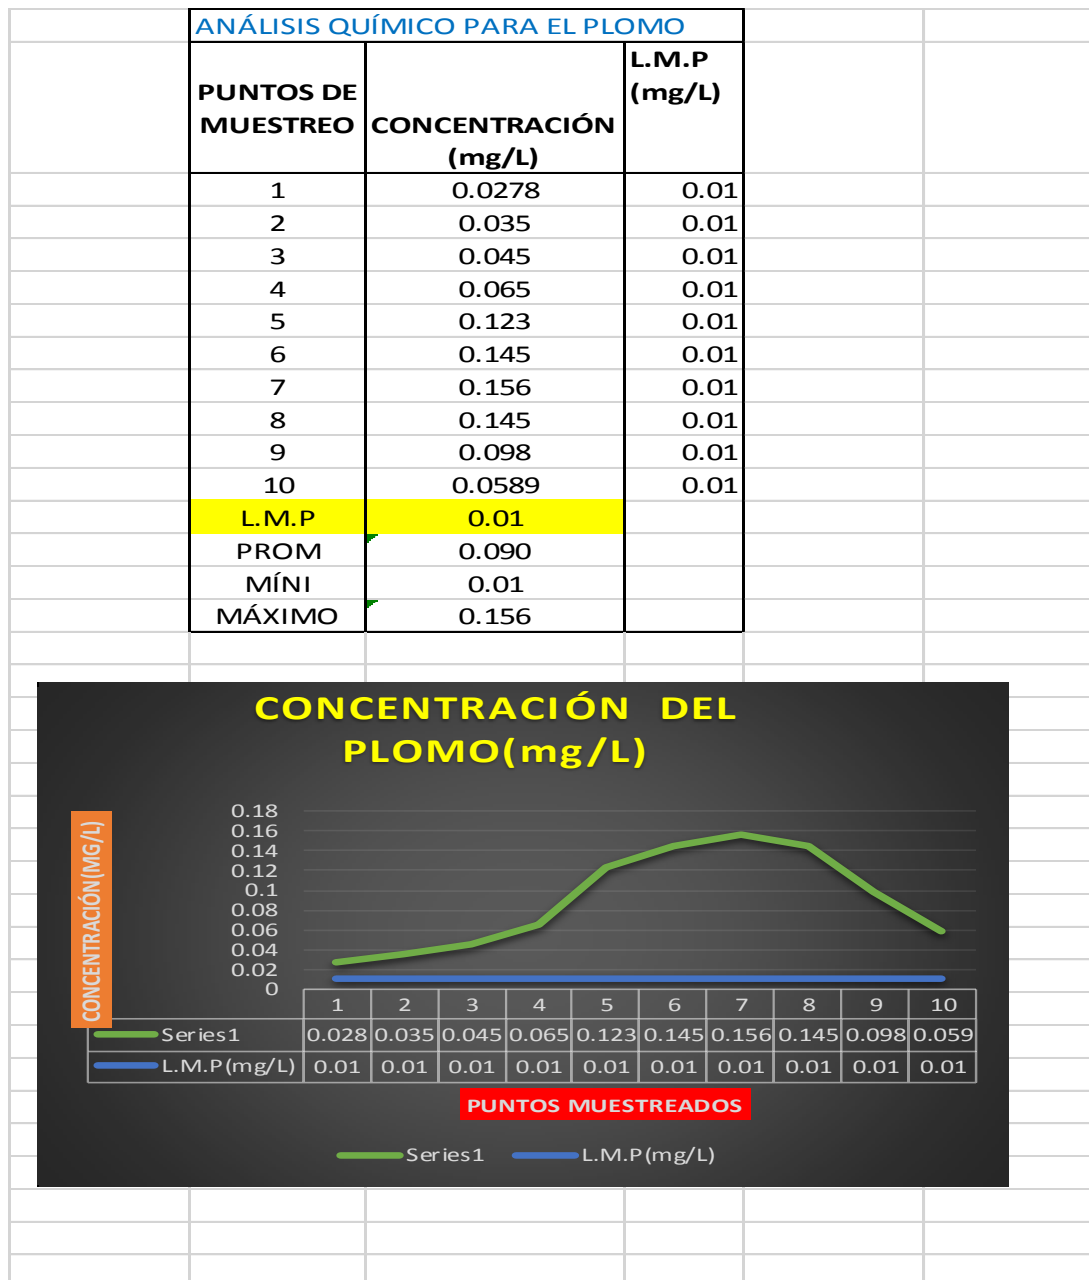 ANÁLISIS QUÍMICO PARA EL PLOMO
PUNTOS DE MUESTREO CONCENTRACIÓN (mg/L) L.M.P (mg/L)
1 0.0278 0.01
2 0.035 0.01
3 0.045 0.01
4 0.065 0.01
5 0.123 0.01
6 0.145 0.01
7 0.156 0.01
8 0.145 0.01
9 0.098 0.01
10 0.0589 0.01
L.M.P 0.01
PROM 0.090
MÍNI 0.01
MÁXIMO 0.156
CONCENTRACIÓN DEL
PLOMO(mg/L)
CONCENTRACIÓN(MG/L)
0.18
0.16
0.14
0.12
0.1
0.08
0.06
0.04
0.02
0
1 2 3 4 5 6 7 8 9 10
Series1 0.028 0.035 0.045 0.065 0.123 0.145 0.156 0.145 0.098 0.059
L.M.P(mg/L) 0.01 0.01 0.01 0.01 0.01 0.01 0.01 0.01 0.01 0.01
PUNTOS MUESTREADOS
Series1 L.M.P(mg/L)